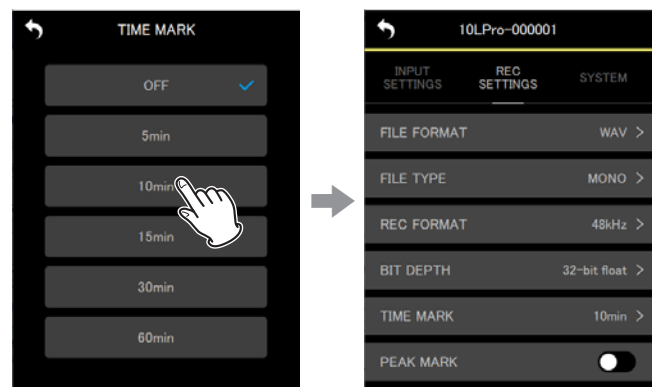 TIME MARK
OFF
5min
10min
15min
30min
60min
10LPro-000001
INPUT
SETTINGS
REC
SETTINGS
SYSTEM
FILE FORMAT WAV >
FILE TYPE MONO >
REC FORMAT 48kHz >
BIT DEPTH 32-bit float >
TIME MARK 10min >
PEAK MARK